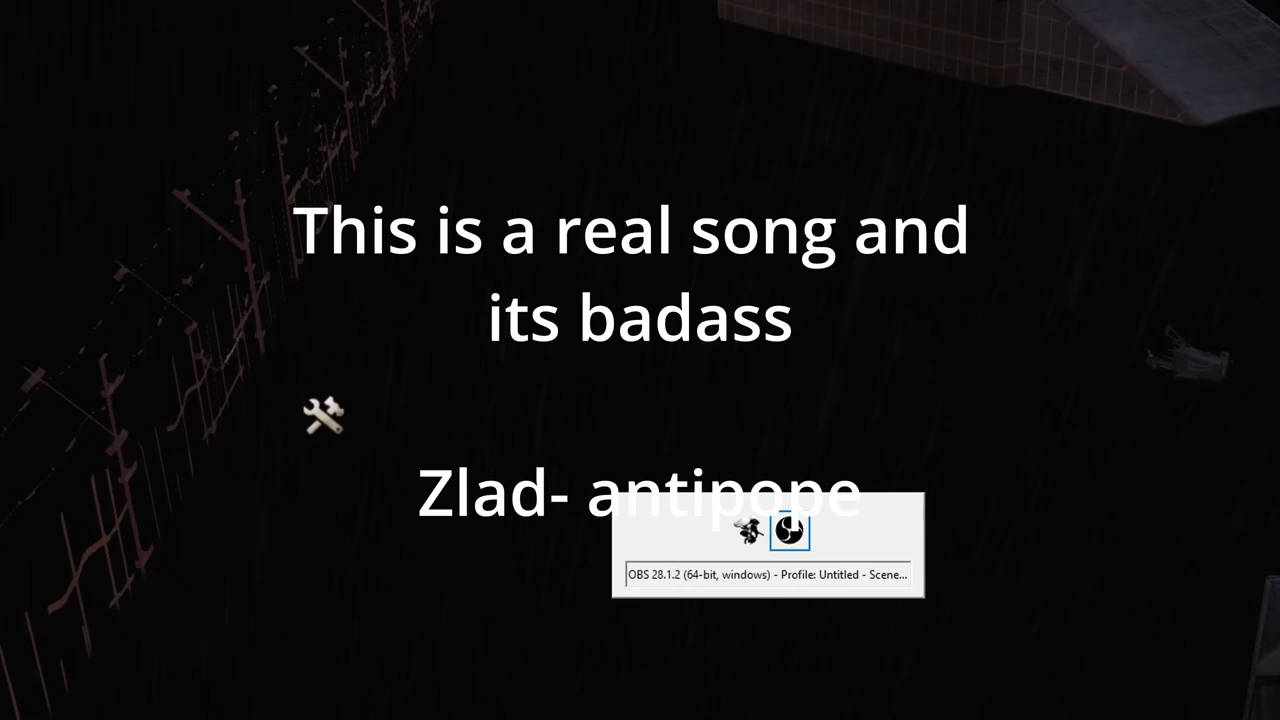 This is a real song and
its badass
Zlad- antipope
OBS 28.1.2 (64-bit, windows) - Profile: Untitled - Scene...